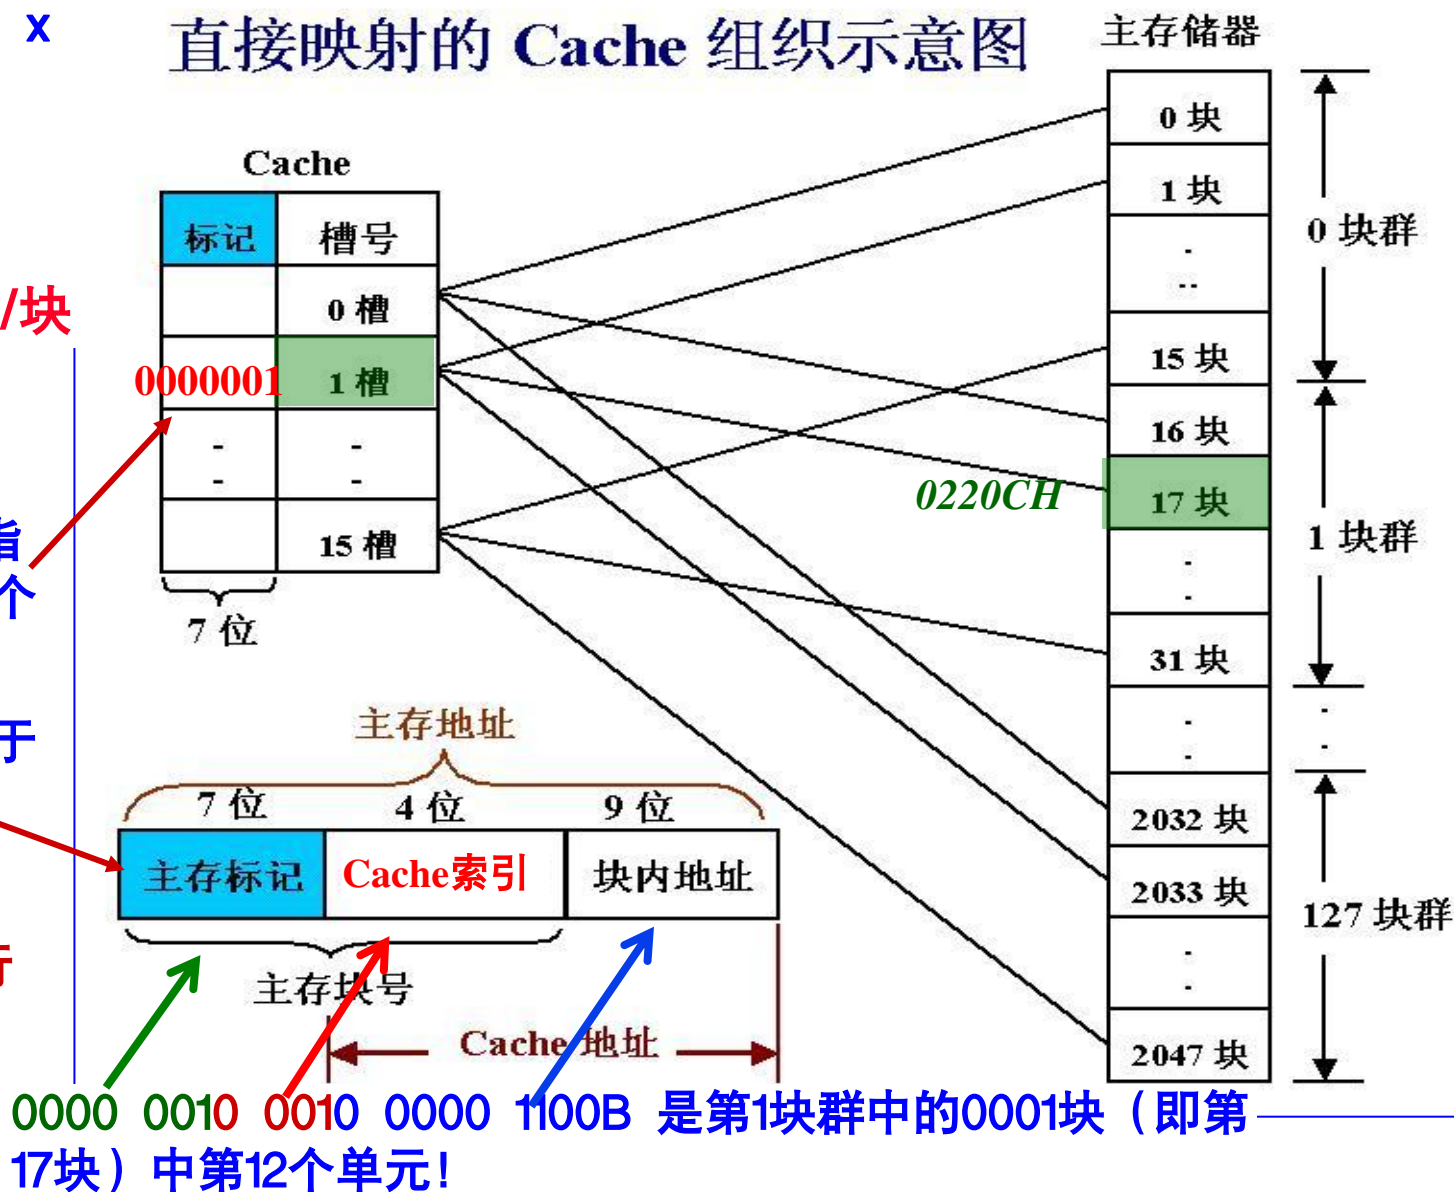 x
直接映射的 Cache 组织示意图
主存储器
Cache
标记 槽号
0 槽
0000001 1 槽
- -
- -
15 槽
7 位
/块
指
个
于
行
0 块
1 块
-
--
15 块
16 块
0220CH
17 块
-
-
31 块
-
-
2032 块
2033 块
-
-
2047 块
0 块群
1 块群
-
-
127 块群
主存地址
7 位 4 位 9 位
主存标记 Cache索引 块内地址
主存块号
Cache 地址
0000 0010 0010 0000 1100B 是第1块群中的0001块（即第
17块）中第12个单元！